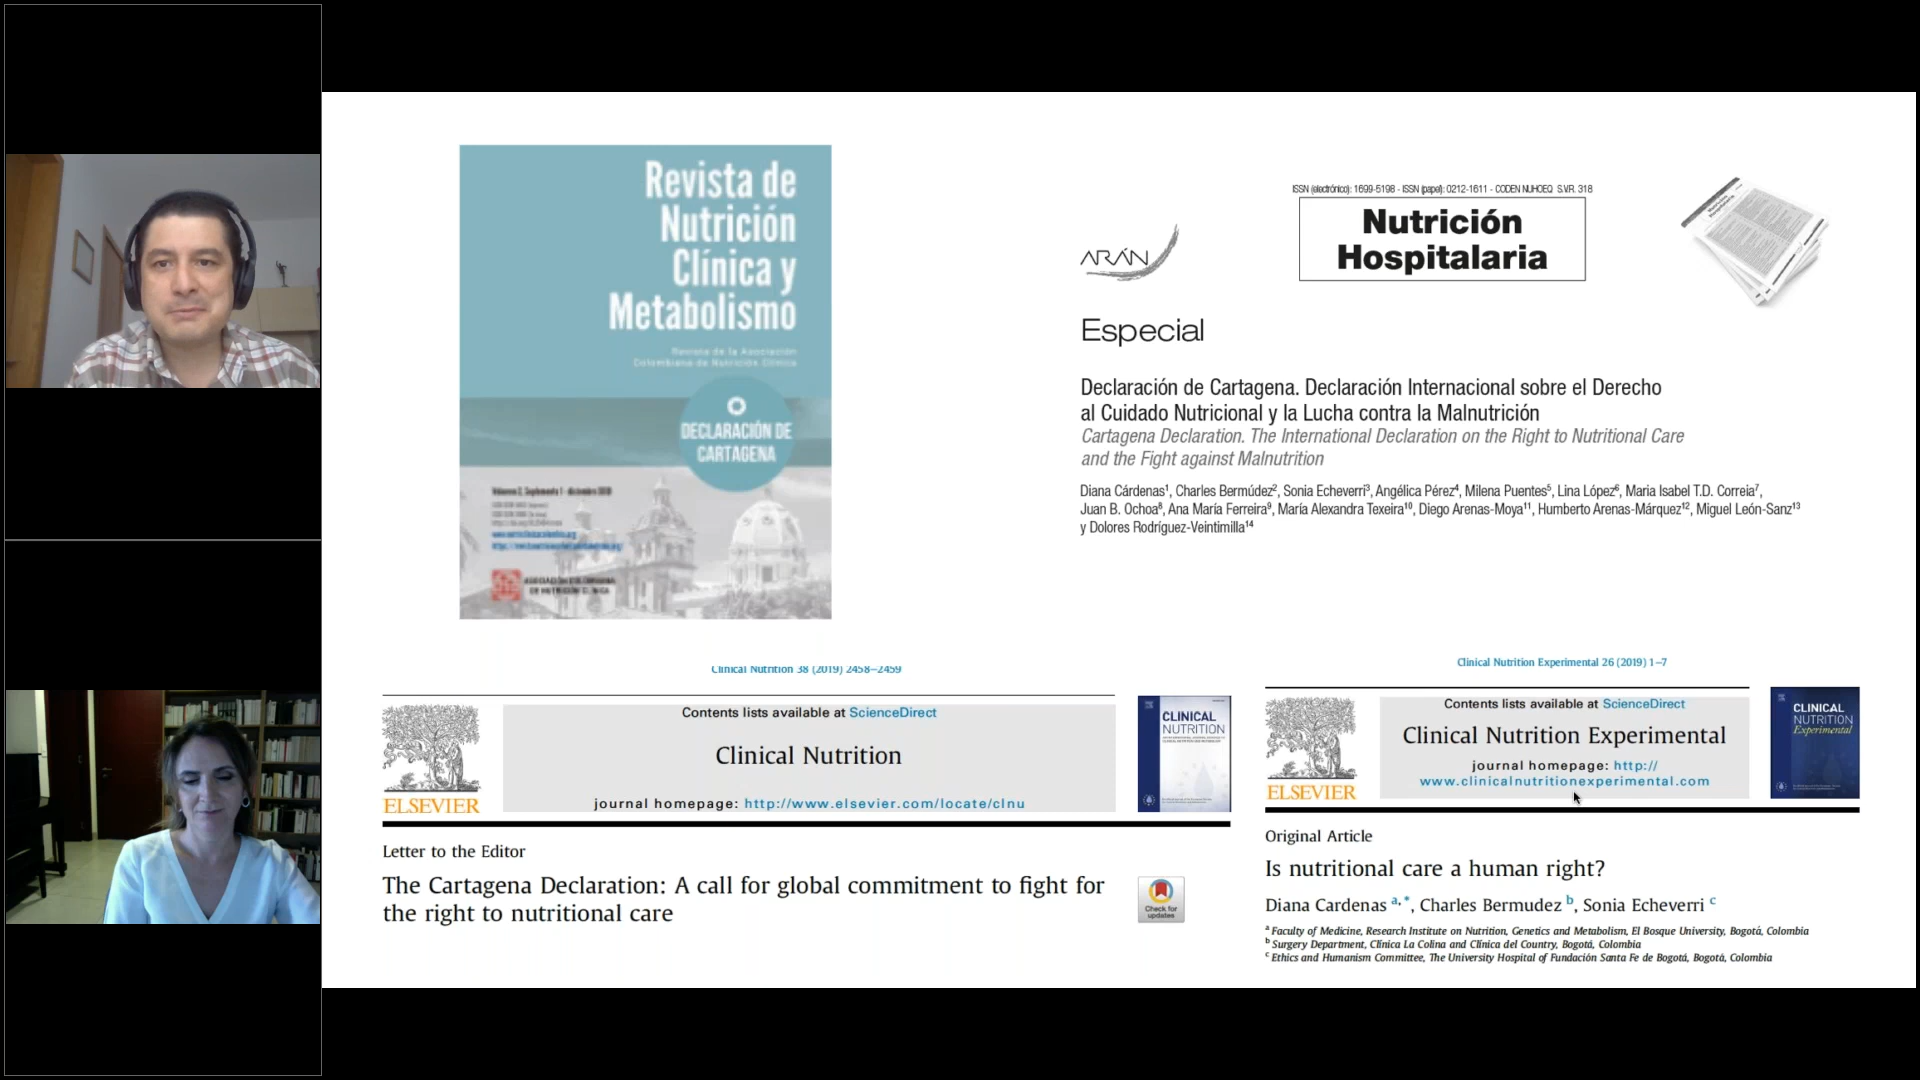 Revista de
Nutrición
Clínica y
Metabolismo
Revista de la Asociación
Colombiana de Nutrición Clínica
DECLARACIÓN DE
CARTAGENA
ISSN (electrónico): 1699-5198 - ISSN (papel): 0212-1611 - CODEN NUHOEQ S.V.R. 318
Nutrición
Hospitalaria
ARÁN
Especial
Declaración de Cartagena. Declaración Internacional sobre el Derecho
al Cuidado Nutricional y la Lucha contra la Malnutrición
Cartagena Declaration. The International Declaration on the Right to Nutritional Care
and the Fight against Malnutrition
Diana Cárdenas¹, Charles Bermúdez², Sonia Echeverri³, Angélica Pérez⁴, Milena Puentes⁵, Lina López⁶, Maria Isabel T.D. Correia⁷,
Juan B. Ochoa⁸, Ana María Ferreira⁹, María Alexandra Texeira¹⁰, Diego Arenas-Moya¹¹, Humberto Arenas-Márquez¹², Miguel León-Sanz¹³
y Dolores Rodríguez-Veintimilla¹⁴
Clinical Nutrition 38 (2019) 2458–2459
Contents lists available at ScienceDirect
Clinical Nutrition
journal homepage: http://www.elsevier.com/locate/clnu
ELSEVIER
CLINICAL
NUTRITION
Letter to the Editor
The Cartagena Declaration: A call for global commitment to fight for
the right to nutritional care
Check for
updates
Clinical Nutrition Experimental 26 (2019) 1–7
Contents lists available at ScienceDirect
Clinical Nutrition Experimental
journal homepage: http://
www.clinicalnutritionexperimental.com
ELSEVIER
CLINICAL
NUTRITION
Experimental
Original Article
Is nutritional care a human right?
Diana Cardenas a, *, Charles Bermudez b, Sonia Echeverri c
a Faculty of Medicine, Research Institute on Nutrition, Genetics and Metabolism, El Bosque University, Bogotá, Colombia
b Surgery Department, Clínica La Colina and Clínica del Country, Bogotá, Colombia
c Ethics and Humanism Committee, The University Hospital of Fundación Santa Fe de Bogotá, Bogotá, Colombia